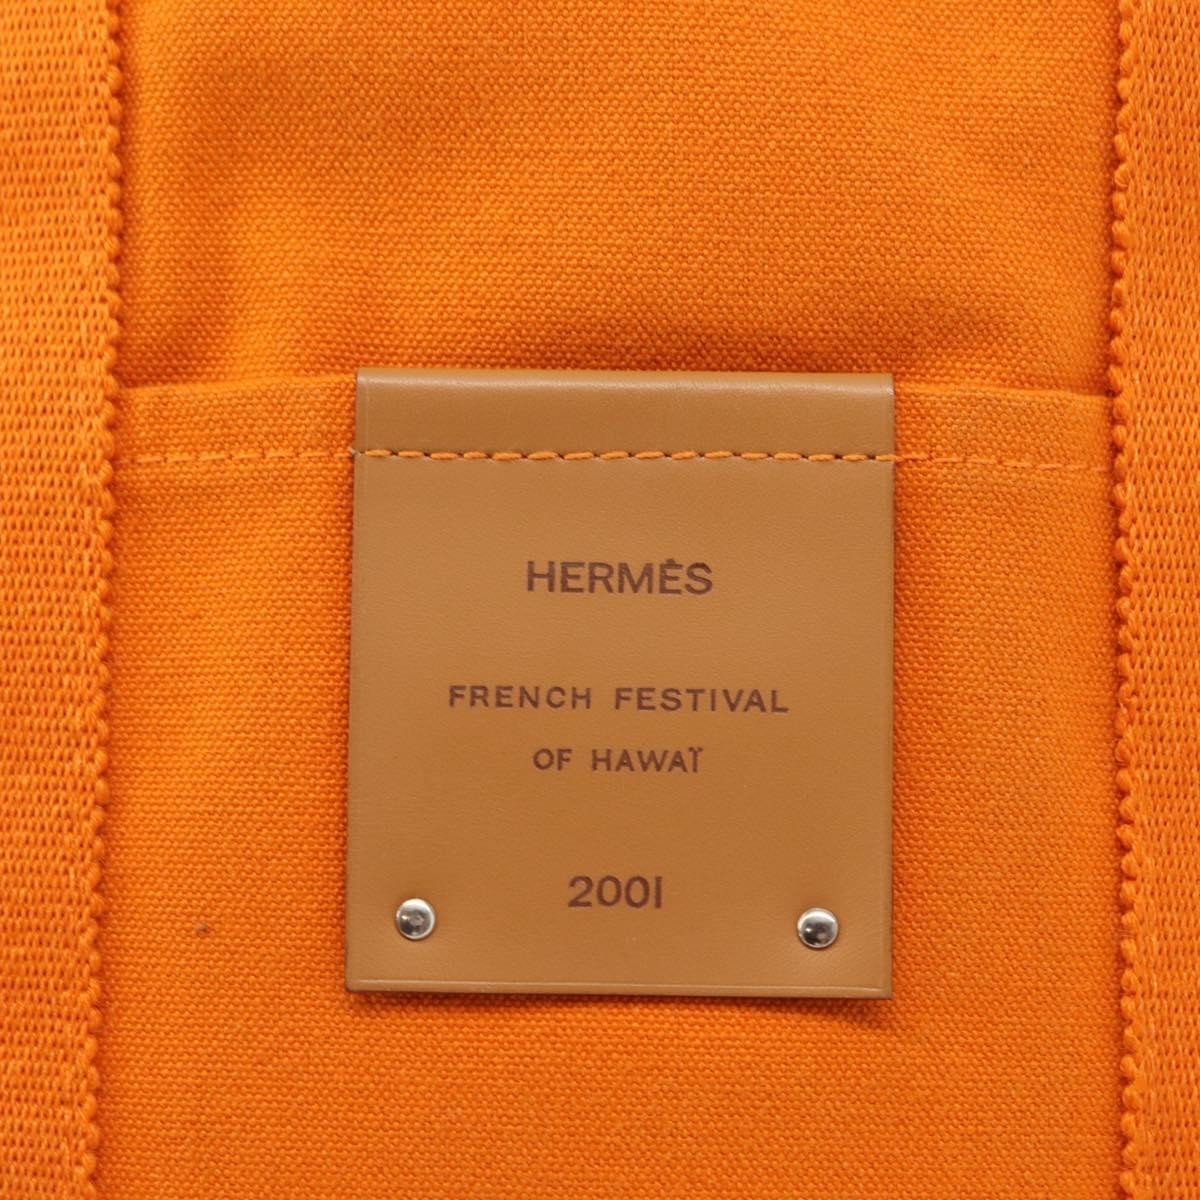 HERMÈS
FRENCH FESTIVAL
OF HAWAÏ
2001